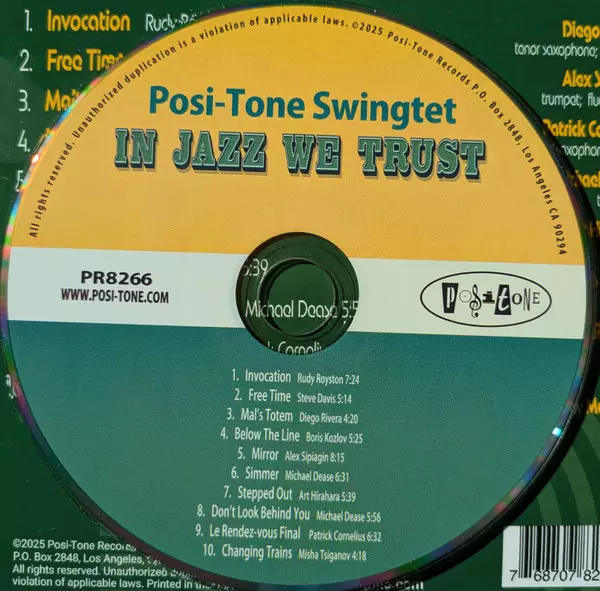 1. Invocation
2. Free Time
3.
4.
Diego
tenor saxophone;
Alex
trumpet;
Patrick
All rights reserved. Unauthorized duplication is a violation of applicable laws. ©2025 Posi-Tone Records P.O. Box 2848, Los Angeles CA 90294
Posi-Tone Swingtet
IN JAZZ WE TRUST
PR8266
WWW.POSI-TONE.COM
POSITONE
5:39
Michael Dease
1. Invocation Rudy Royston 7:24
2. Free Time Steve Davis 5:14
3. Mal's Totem Diego Rivera 4:20
4. Below The Line Boris Kozlov 5:25
5. Mirror Alex Sipiagin 8:15
6. Simmer Michael Dease 6:31
7. Stepped Out Art Hirahara 5:39
8. Don't Look Behind You Michael Dease 5:56
9. Le Rendez-vous Final Patrick Cornelius 6:32
10. Changing Trains Misha Tsiganov 4:18
©2025 Posi-Tone Records
P.O. Box 2848, Los Angeles,
All rights reserved. Unauthorized
violation of applicable laws. Printed in
7 68707 82